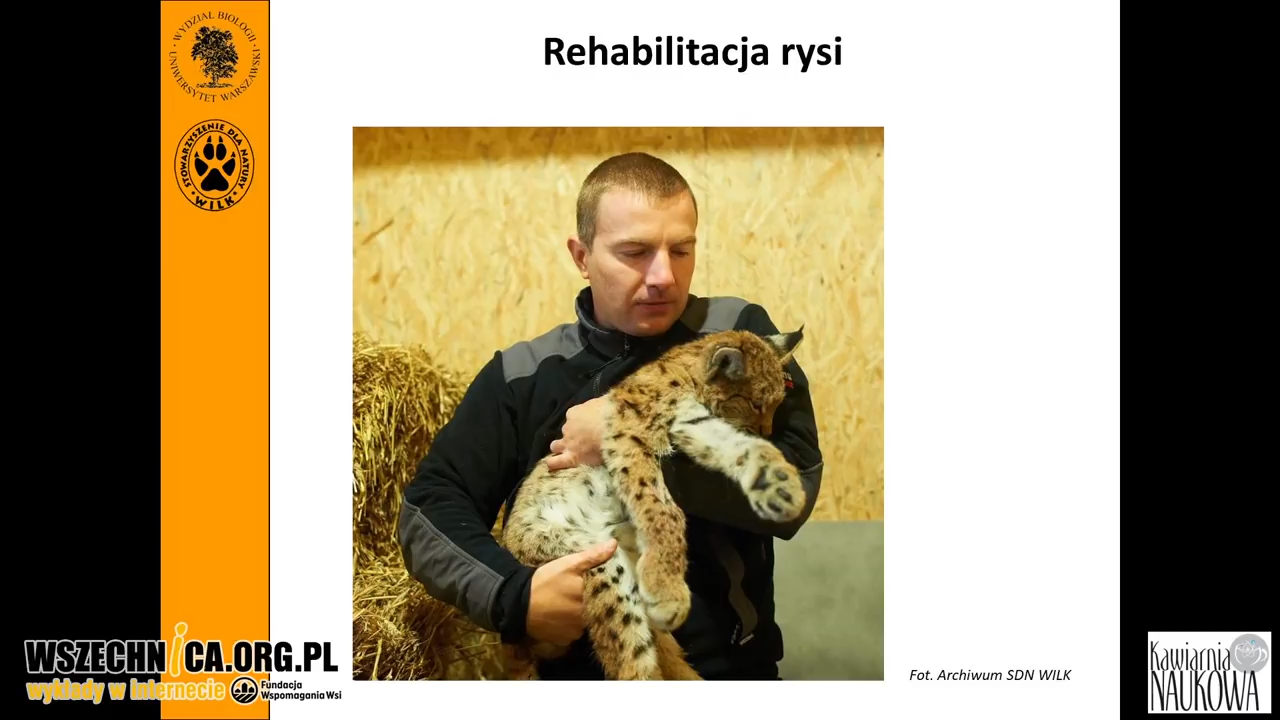 Rehabilitacja rysi
WYDZIAŁ BIOLOGII
UNIWERSYTET WARSZAWSKI
STOWARZYSZENIE DLA NATURY
WILK
Fot. Archiwum SDN WILK
WSZECHNICA.ORG.PL
wykłady w internecie
Fundacja
Wspomagania Wsi
Kawiarnia
NAUKOWA